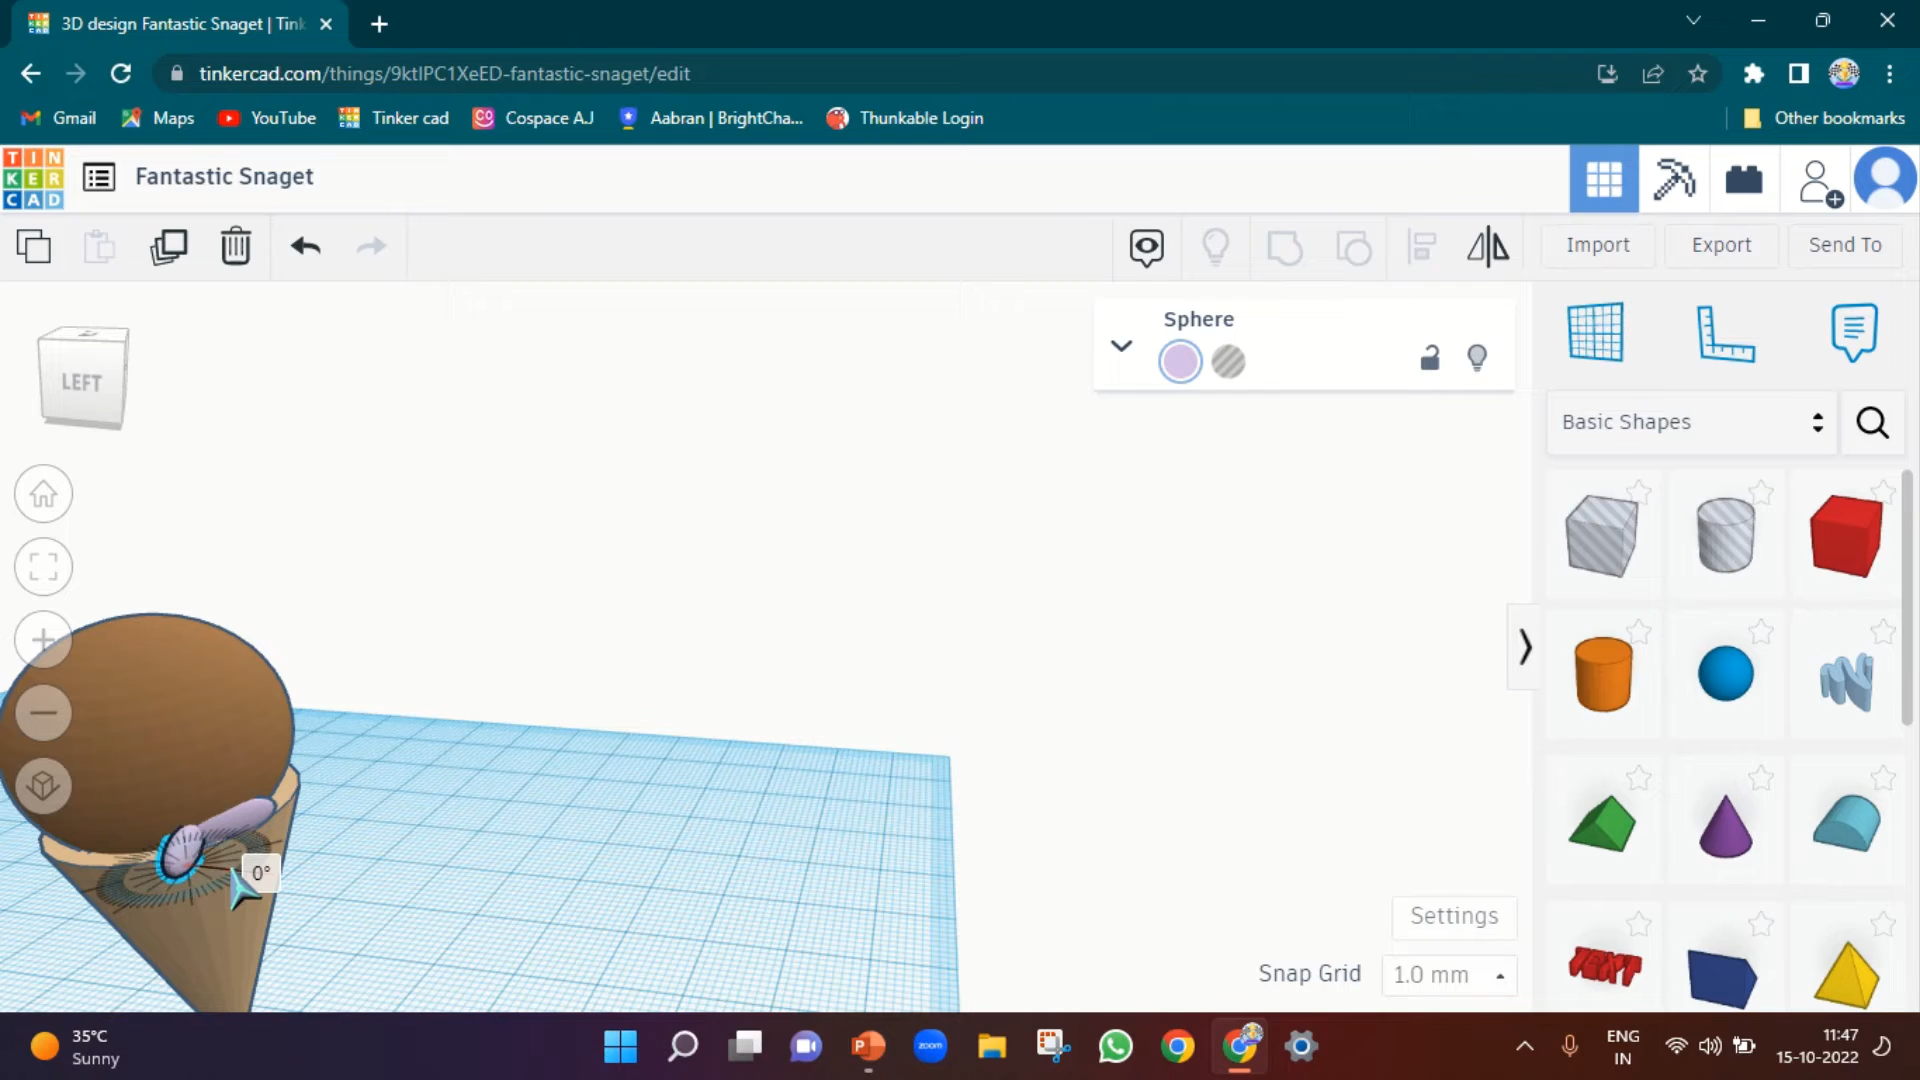 3D design Fantastic Snaget | Tink
tinkercad.com/things/9ktIPC1XeED-fantastic-snaget/edit
Gmail
Maps
YouTube
Tinker cad
Cospace AJ
Aabran | BrightCha...
Thunkable Login
Other bookmarks
TIN
KER
CAD
Fantastic Snaget
Import
Export
Send To
LEFT
Sphere
Basic Shapes
0°
TEXT
Settings
Snap Grid
1.0 mm
35°C
Sunny
zoom
ENG
IN
11:47
15-10-2022